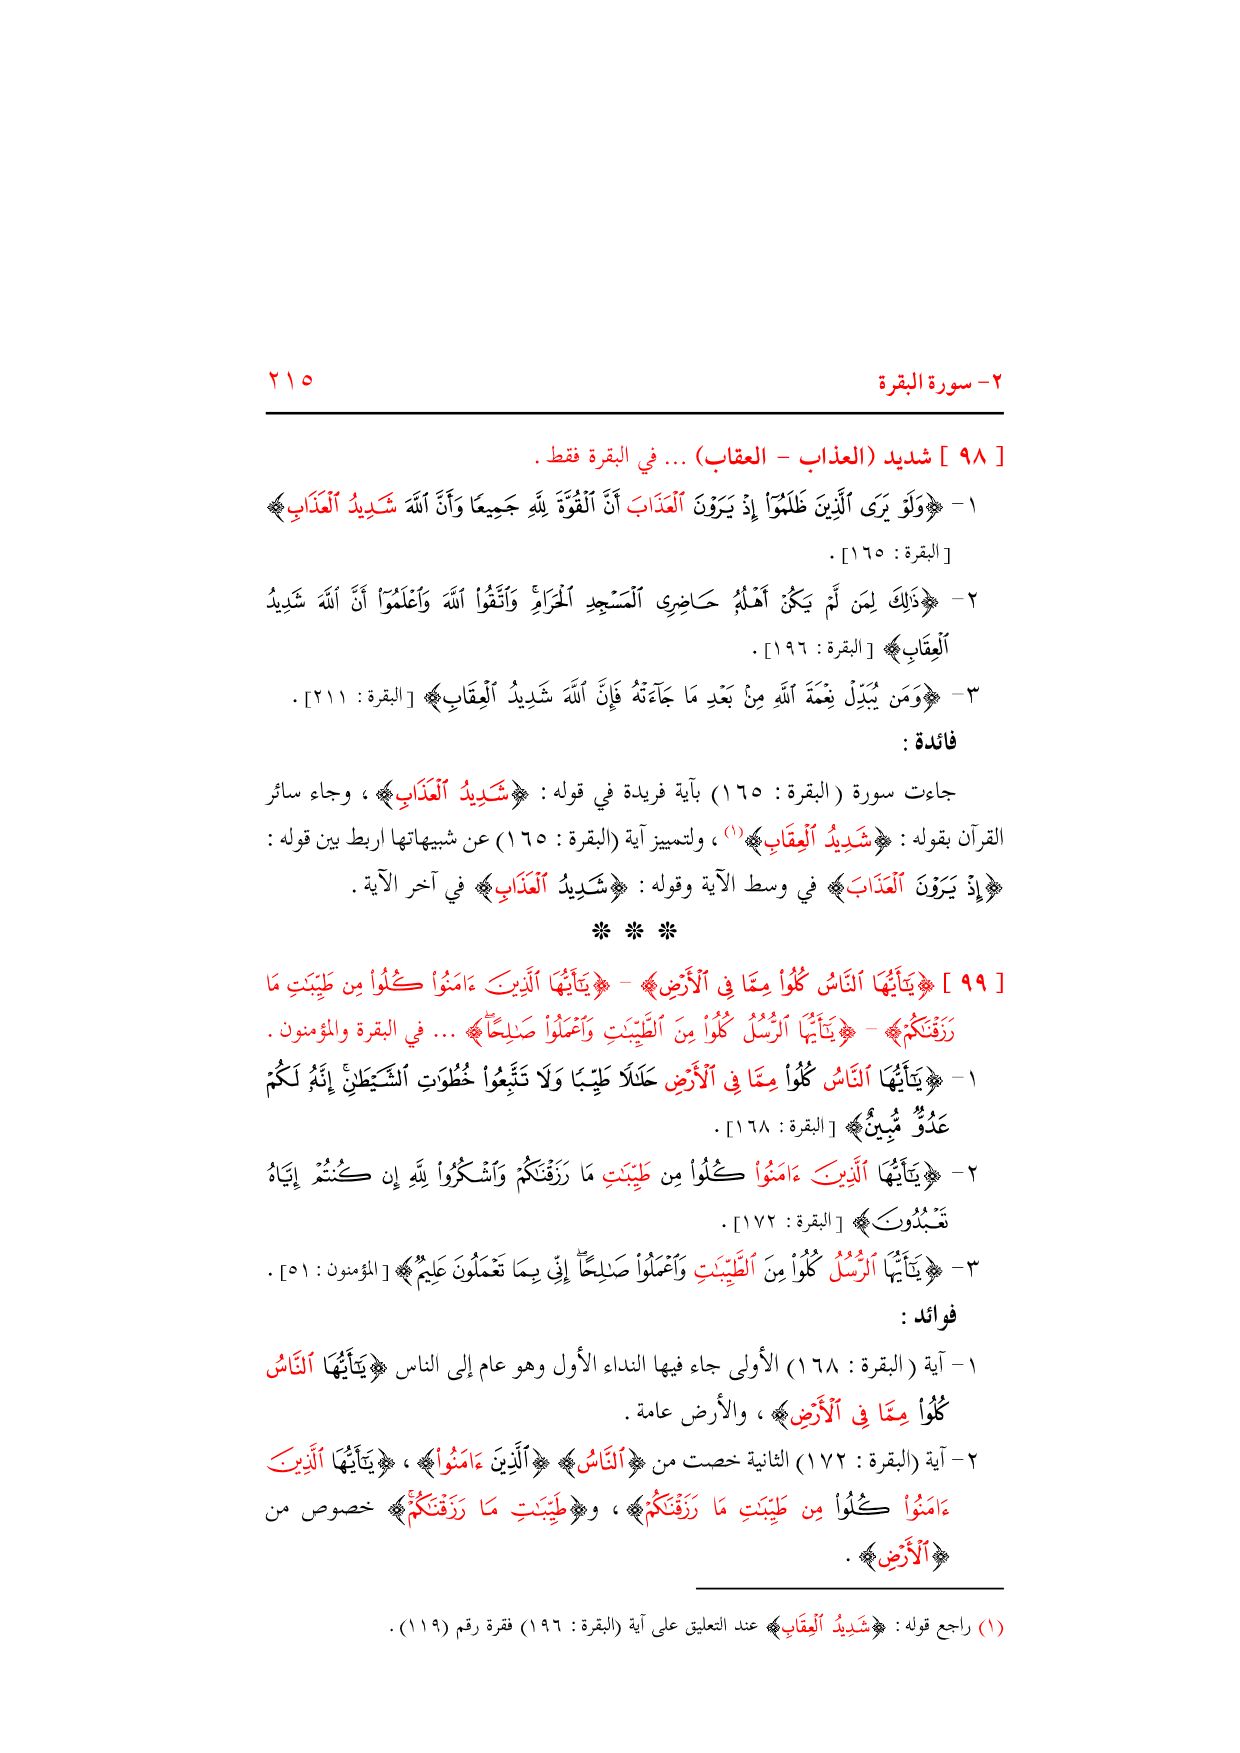 ٢- سورة البقرة ٢١٥
[ ٩٨ ] شديد (العذاب – العقاب) ... في البقرة فقط .
١- ﴿وَلَوْ يَرَى ٱلَّذِينَ ظَلَمُوٓا۟ إِذْ يَرَوْنَ ٱلْعَذَابَ أَنَّ ٱلْقُوَّةَ لِلَّهِ جَمِيعًا وَأَنَّ ٱللَّهَ شَدِيدُ ٱلْعَذَابِ﴾
[البقرة : ١٦٥] .
٢- ﴿ذَٰلِكَ لِمَن لَّمْ يَكُنْ أَهْلُهُۥ حَاضِرِى ٱلْمَسْجِدِ ٱلْحَرَامِ ۚ وَٱتَّقُوا۟ ٱللَّهَ وَٱعْلَمُوٓا۟ أَنَّ ٱللَّهَ شَدِيدُ
ٱلْعِقَابِ﴾ [البقرة : ١٩٦] .
٣- ﴿وَمَن يُبَدِّلْ نِعْمَةَ ٱللَّهِ مِنۢ بَعْدِ مَا جَآءَتْهُ فَإِنَّ ٱللَّهَ شَدِيدُ ٱلْعِقَابِ﴾ [البقرة : ٢١١] .
فائدة :
جاءت سورة (البقرة : ١٦٥) بآية فريدة في قوله : ﴿شَدِيدُ ٱلْعَذَابِ﴾ ، وجاء سائر
القرآن بقوله : ﴿شَدِيدُ ٱلْعِقَابِ﴾(١) ، ولتمييز آية (البقرة : ١٦٥) عن شبيهاتها اربط بين قوله :
﴿إِذْ يَرَوْنَ ٱلْعَذَابَ﴾ في وسط الآية وقوله : ﴿شَدِيدُ ٱلْعَذَابِ﴾ في آخر الآية .
❊ ❊ ❊
[ ٩٩ ] ﴿يَٰٓأَيُّهَا ٱلنَّاسُ كُلُوا۟ مِمَّا فِى ٱلْأَرْضِ﴾ – ﴿يَٰٓأَيُّهَا ٱلَّذِينَ ءَامَنُوا۟ كُلُوا۟ مِن طَيِّبَٰتِ مَا
رَزَقْنَٰكُمْ﴾ – ﴿يَٰٓأَيُّهَا ٱلرُّسُلُ كُلُوا۟ مِنَ ٱلطَّيِّبَٰتِ وَٱعْمَلُوا۟ صَٰلِحًا ۖ﴾ ... في البقرة والمؤمنون .
١- ﴿يَٰٓأَيُّهَا ٱلنَّاسُ كُلُوا۟ مِمَّا فِى ٱلْأَرْضِ حَلَٰلًا طَيِّبًا وَلَا تَتَّبِعُوا۟ خُطُوَٰتِ ٱلشَّيْطَٰنِ ۚ إِنَّهُۥ لَكُمْ
عَدُوٌّ مُّبِينٌ﴾ [البقرة : ١٦٨] .
٢- ﴿يَٰٓأَيُّهَا ٱلَّذِينَ ءَامَنُوا۟ كُلُوا۟ مِن طَيِّبَٰتِ مَا رَزَقْنَٰكُمْ وَٱشْكُرُوا۟ لِلَّهِ إِن كُنتُمْ إِيَّاهُ
تَعْبُدُونَ﴾ [البقرة : ١٧٢] .
٣- ﴿يَٰٓأَيُّهَا ٱلرُّسُلُ كُلُوا۟ مِنَ ٱلطَّيِّبَٰتِ وَٱعْمَلُوا۟ صَٰلِحًا ۖ إِنِّى بِمَا تَعْمَلُونَ عَلِيمٌ﴾ [المؤمنون : ٥١] .
فوائد :
١- آية (البقرة : ١٦٨) الأولى جاء فيها النداء الأول وهو عام إلى الناس ﴿يَٰٓأَيُّهَا ٱلنَّاسُ
كُلُوا۟ مِمَّا فِى ٱلْأَرْضِ﴾ ، والأرض عامة .
٢- آية (البقرة : ١٧٢) الثانية خصت من ﴿ٱلنَّاسُ﴾ ﴿ٱلَّذِينَ ءَامَنُوا۟﴾ ، ﴿يَٰٓأَيُّهَا ٱلَّذِينَ
ءَامَنُوا۟ كُلُوا۟ مِن طَيِّبَٰتِ مَا رَزَقْنَٰكُمْ﴾ ، و﴿طَيِّبَٰتِ مَا رَزَقْنَٰكُمْ ۚ﴾ خصوص من
﴿ٱلْأَرْضِ﴾ .
(١) راجع قوله : ﴿شَدِيدُ ٱلْعِقَابِ﴾ عند التعليق على آية (البقرة : ١٩٦) فقرة رقم (١١٩) .